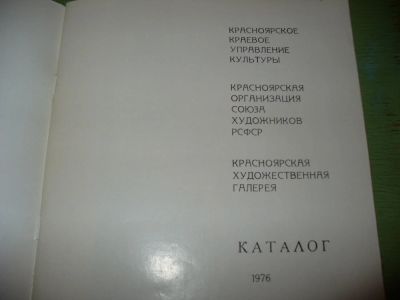 КРАСНОЯРСКОЕ
КРАЕВОЕ
УПРАВЛЕНИЕ
КУЛЬТУРЫ
КРАСНОЯРСКАЯ
ОРГАНИЗАЦИЯ
СОЮЗА
ХУДОЖНИКОВ
РСФСР
КРАСНОЯРСКАЯ
ХУДОЖЕСТВЕННАЯ
ГАЛЕРЕЯ
КАТАЛОГ
1976